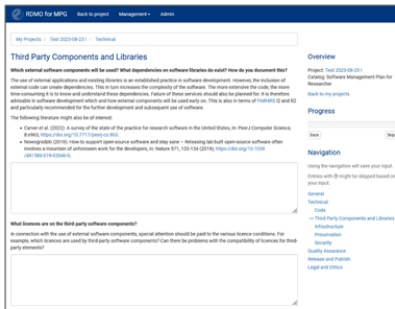 RDMO for MPG Back to project Management Admin
My Projects / Test 2023-08-23 / Technical
Third Party Components and Libraries
Which external software components will be used? What dependencies on software libraries do exist? How do you document this?
The use of external applications and existing libraries is an established practice in software development. However, the inclusion of
external code can create dependencies. This in turn increases the complexity of the software. The more extensive the code, the more
time-consuming it is to know and understand these dependencies. Failure of these services should also be planned for. It is therefore
advisable in software development which and how external components will be used early on. This is also in terms of I2 and R2
and particularly recommended for the further development and subsequent use of software.
The following literature might also be of interest:
• Carver et al. (2022): A survey of the state of the practice for research software in the United States, In: PeerJ Computer Science,
8:e963, https://doi.org/10.7717/peerj-cs.963.
• Nowogrodzki (2019): How to support open-source software and stay sane – Releasing lab-built open-source software often
involves a mountain of unforeseen work for the developers, In: Nature 571, 133-134 (2019), https://doi.org/10.1038
/d41586-019-02046-0.
What licences are on the third party software components?
In connection with the use of external software components, special attention should be paid to the various licence conditions. For
example, which licences are used by third-party software components? Can there be problems with the compatibility of licences for third-
party elements?
Overview
Project: Test 2023-08-23
Catalog: Software Management Plan for
Researcher
Back to my projects
Progress
Back
Navigation
Using the navigation will save your input.
Entries with might be skipped based on
your input.
General
Technical
Code
Third Party Components and Libraries
Infrastructure
Preservation
Security
Quality Assurance
Release and Publish
Legal and Ethics